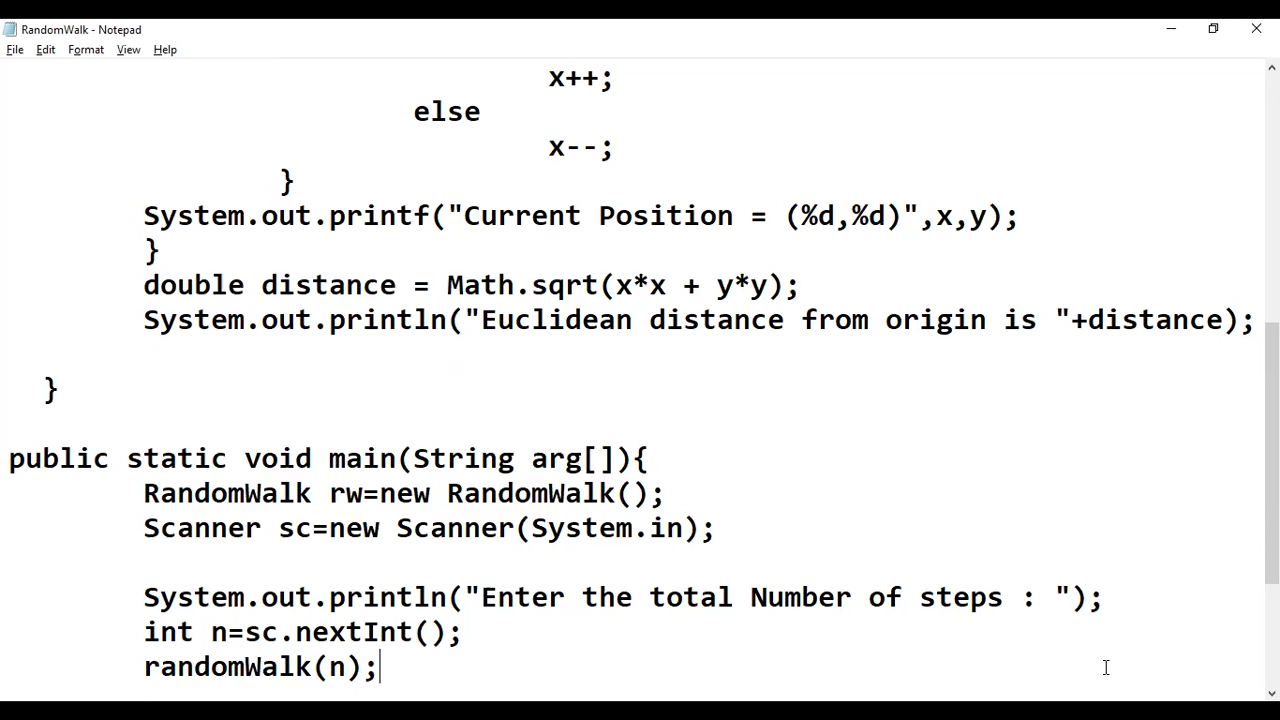 RandomWalk - Notepad
File Edit Format View Help
x++;
else
x--;
}
System.out.printf("Current Position = (%d,%d)",x,y);
}
double distance = Math.sqrt(x*x + y*y);
System.out.println("Euclidean distance from origin is "+distance);
}
public static void main(String arg[]){
RandomWalk rw=new RandomWalk();
Scanner sc=new Scanner(System.in);
System.out.println("Enter the total Number of steps : ");
int n=sc.nextInt();
randomWalk(n);